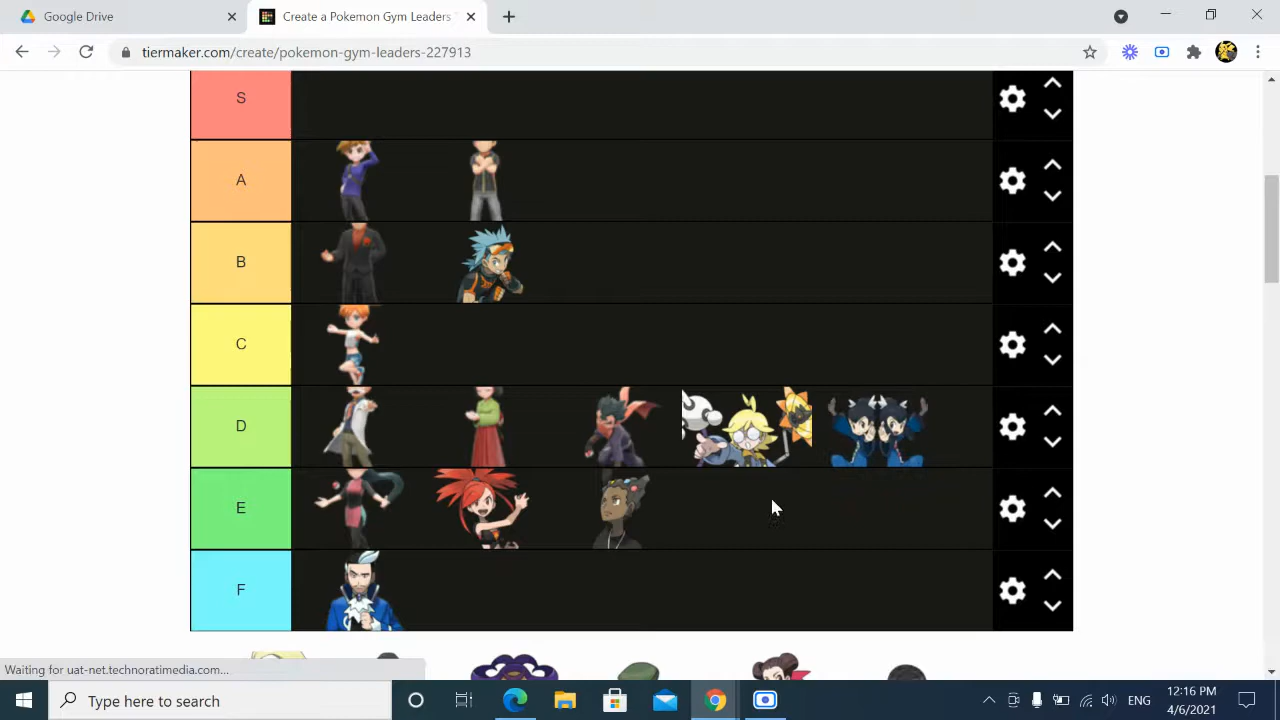 Google Drive
Create a Pokemon Gym Leaders
tiermaker.com/create/pokemon-gym-leaders-227913
S
A
B
C
D
E
F
Waiting for uat-net.technoratimedia.com...
Type here to search
ENG
12:16 PM
4/6/2021